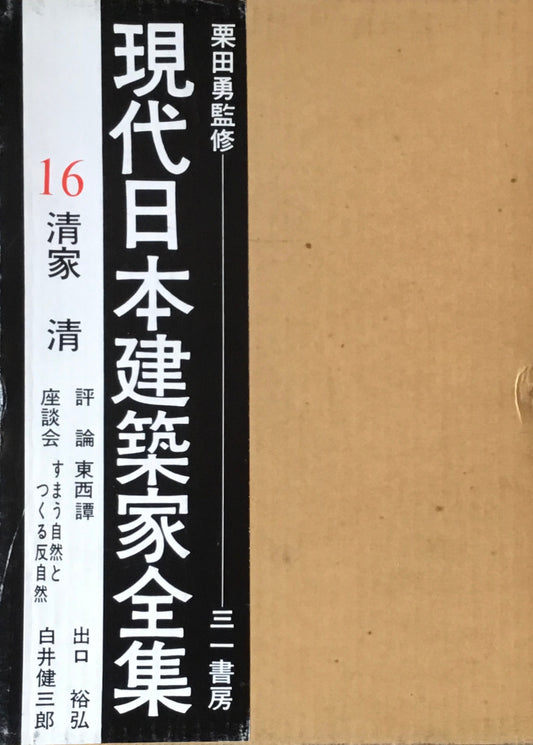 栗田勇監修 三一書房
現代日本建築家全集
16 清家 清
評論 東西譚 出口 裕弘
座談会 すまう自然と
つくる反自然 白井健三郎